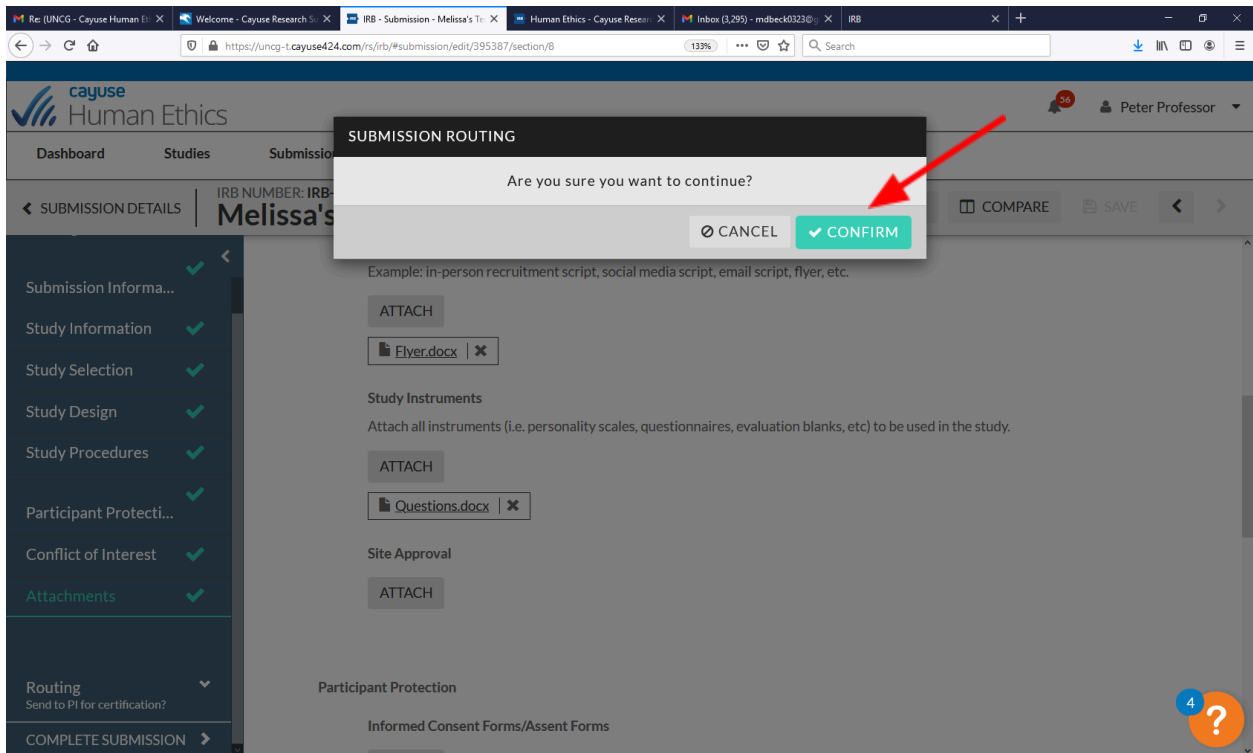 Re: (UNCG - Cayuse Human Et
Welcome - Cayuse Research Su
IRB - Submission - Melissa's Te
Human Ethics - Cayuse Resear
Inbox (3,295) - mdbeck0323@g
IRB
https://uncg-t.cayuse424.com/rs/irb/#submission/edit/395387/section/8
133%
Search
cayuse
Human Ethics
56
Peter Professor
Dashboard
Studies
Submissio
SUBMISSION ROUTING
Are you sure you want to continue?
CANCEL
CONFIRM
SUBMISSION DETAILS
IRB NUMBER: IRB-
Melissa's
COMPARE
SAVE
Submission Informa...
Study Information
Study Selection
Study Design
Study Procedures
Participant Protecti...
Conflict of Interest
Attachments
Routing
Send to PI for certification?
COMPLETE SUBMISSION
Example: in-person recruitment script, social media script, email script, flyer, etc.
ATTACH
Flyer.docx
Study Instruments
Attach all instruments (i.e. personality scales, questionnaires, evaluation blanks, etc) to be used in the study.
ATTACH
Questions.docx
Site Approval
ATTACH
Participant Protection
Informed Consent Forms/Assent Forms
4
?